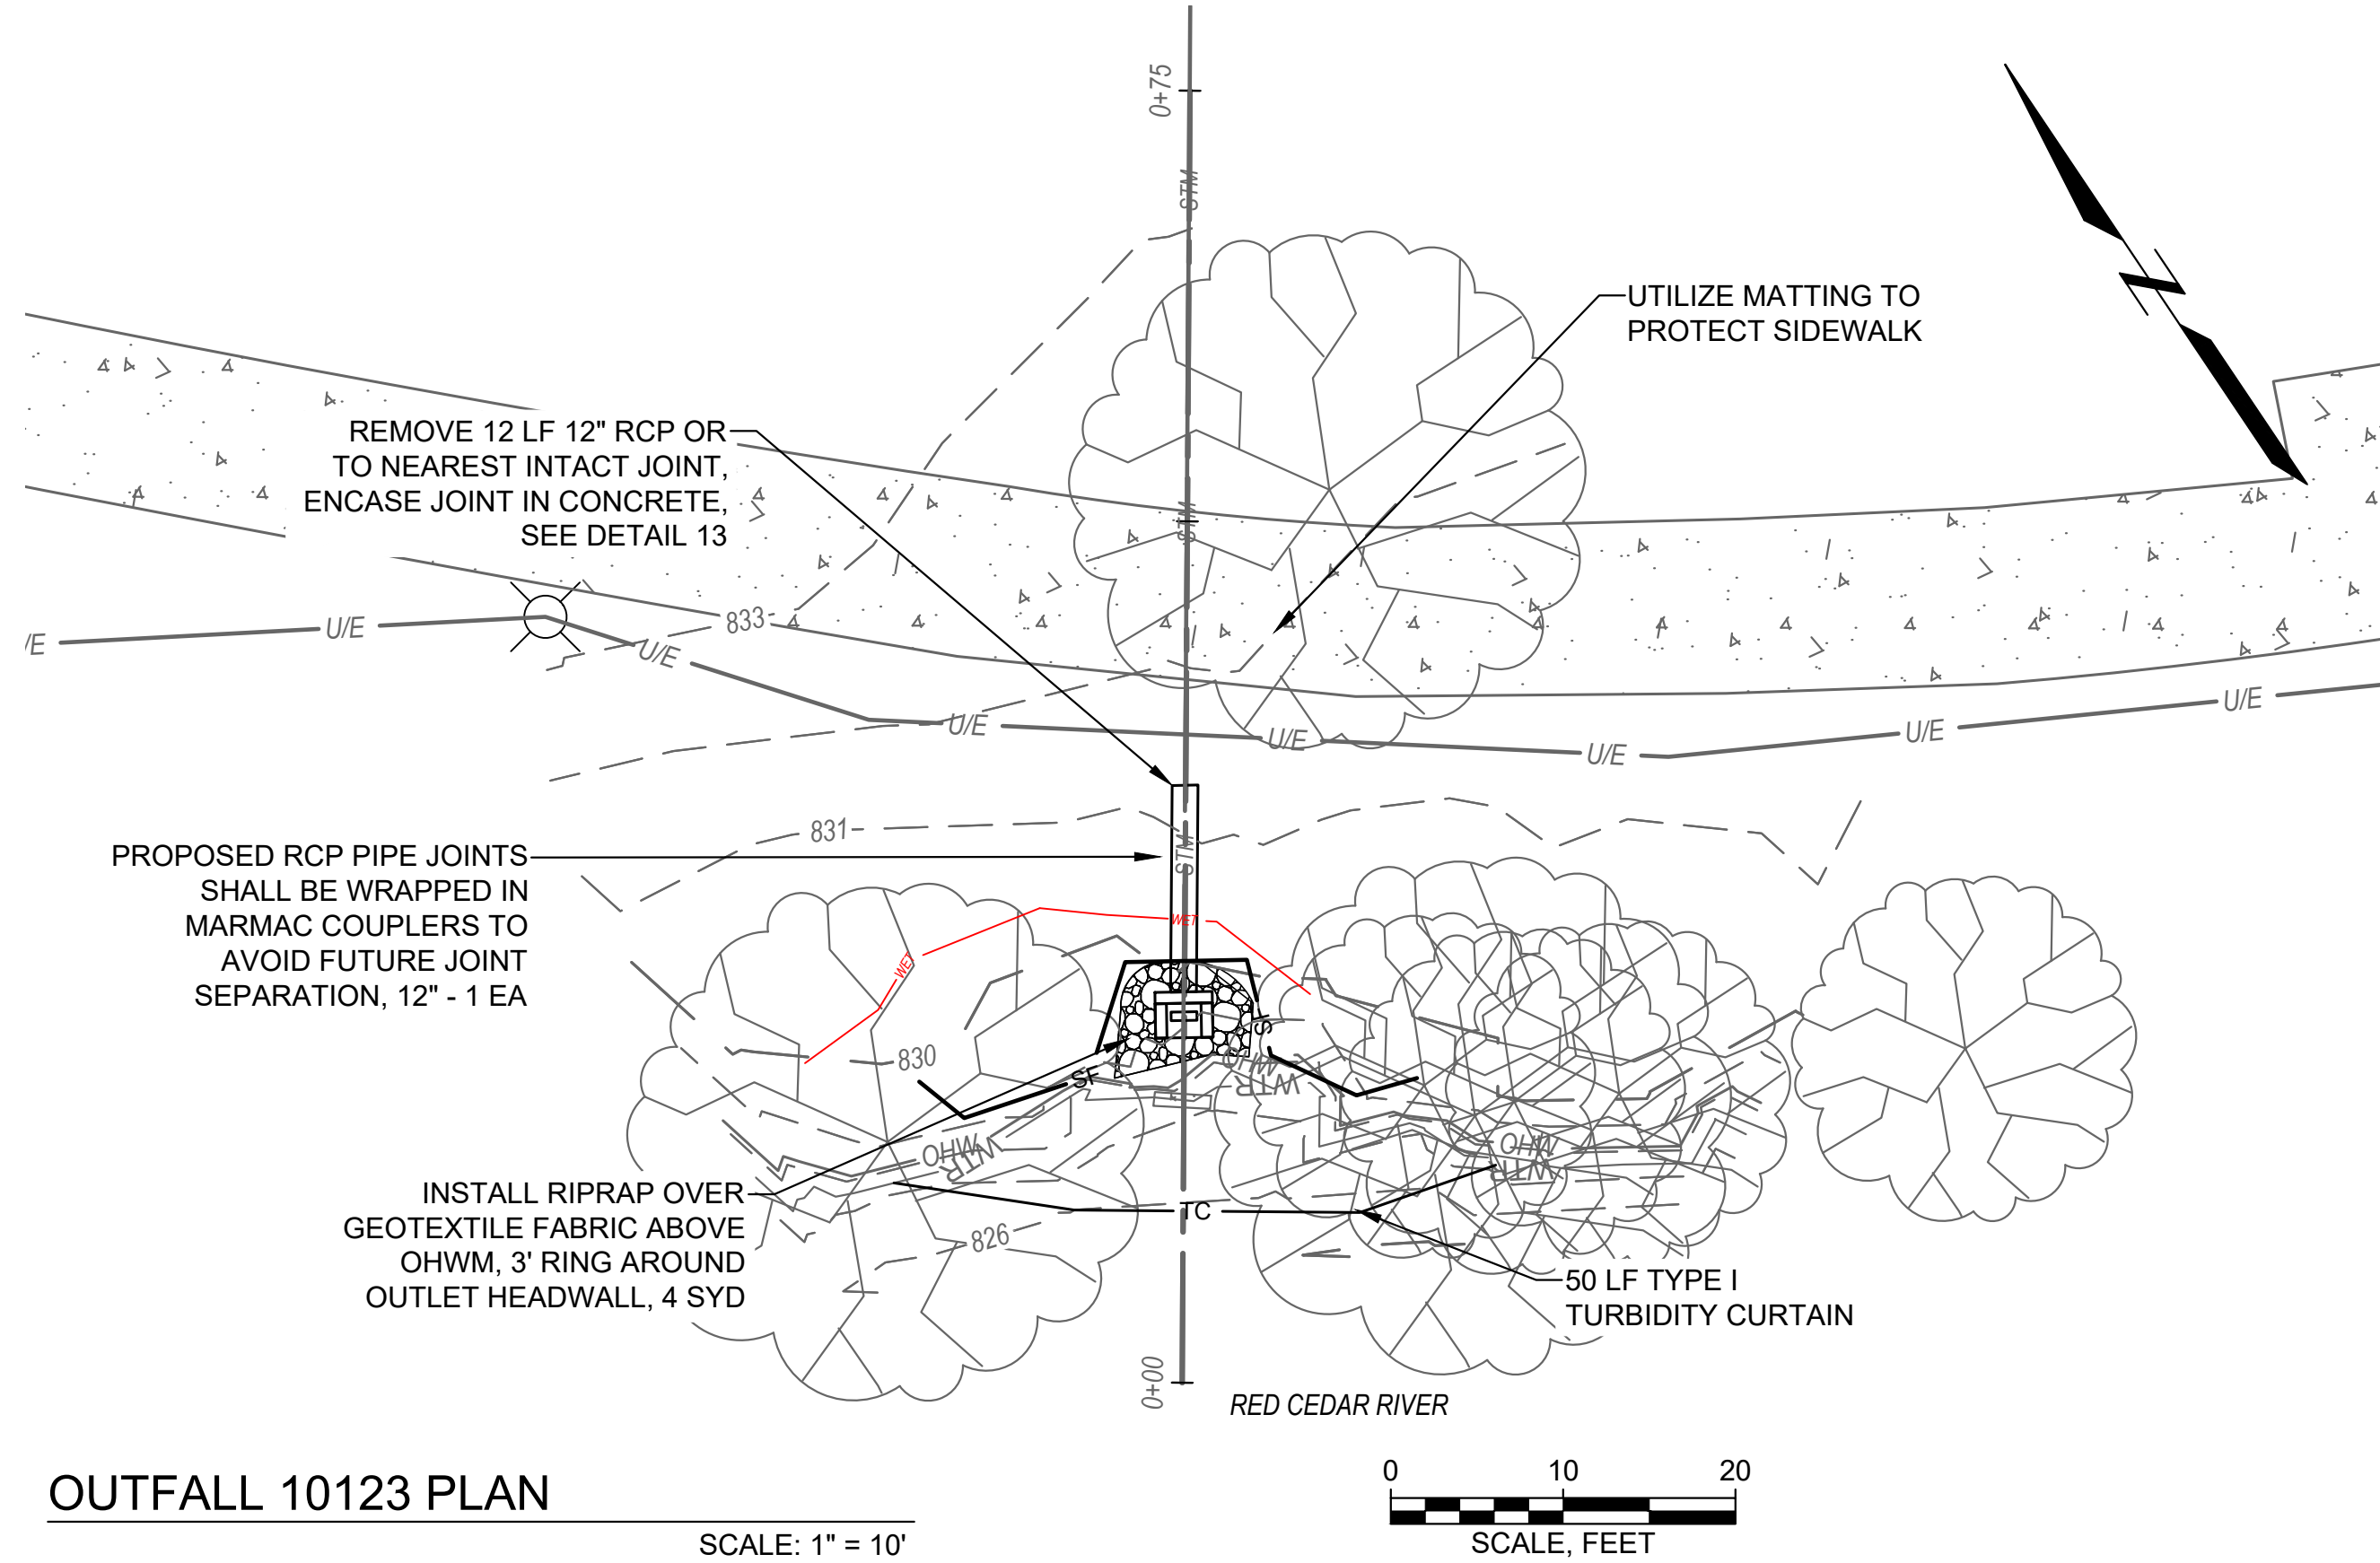 0+75
STM
UTILIZE MATTING TO
PROTECT SIDEWALK
REMOVE 12 LF 12" RCP OR
TO NEAREST INTACT JOINT,
ENCASE JOINT IN CONCRETE,
SEE DETAIL 13
STM
833
/E
U/E
U/E
U/E
U/E
U/E
U/E
U/E
831
STM
PROPOSED RCP PIPE JOINTS
SHALL BE WRAPPED IN
MARMAC COUPLERS TO
AVOID FUTURE JOINT
SEPARATION, 12" - 1 EA
WET
WET
830
SF
SF
OHW
WTR
OHW
WTR
OHW
WTR
INSTALL RIPRAP OVER
GEOTEXTILE FABRIC ABOVE
OHWM, 3' RING AROUND
OUTLET HEADWALL, 4 SYD
TC
826
50 LF TYPE I
TURBIDITY CURTAIN
0+00
RED CEDAR RIVER
OUTFALL 10123 PLAN
SCALE: 1" = 10'
0 10 20
SCALE, FEET